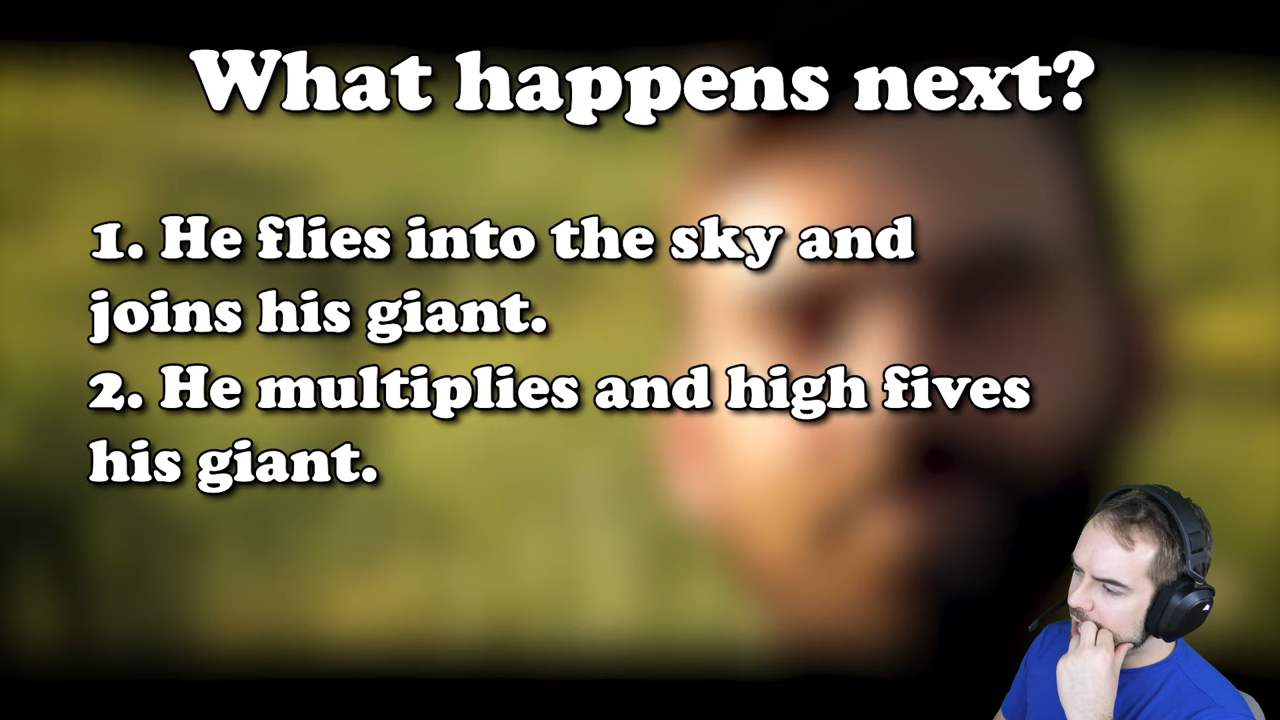 What happens next?
1. He flies into the sky and
joins his giant.
2. He multiplies and high fives
his giant.